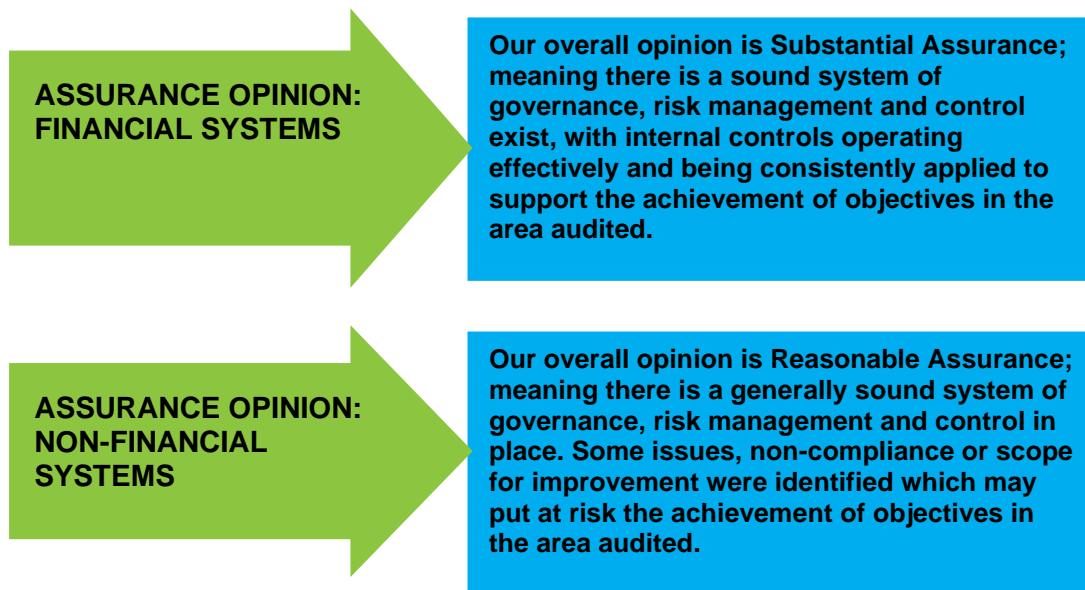 ASSURANCE OPINION:
FINANCIAL SYSTEMS
Our overall opinion is Substantial Assurance;
meaning there is a sound system of
governance, risk management and control
exist, with internal controls operating
effectively and being consistently applied to
support the achievement of objectives in the
area audited.
ASSURANCE OPINION:
NON-FINANCIAL
SYSTEMS
Our overall opinion is Reasonable Assurance;
meaning there is a generally sound system of
governance, risk management and control in
place. Some issues, non-compliance or scope
for improvement were identified which may
put at risk the achievement of objectives in
the area audited.